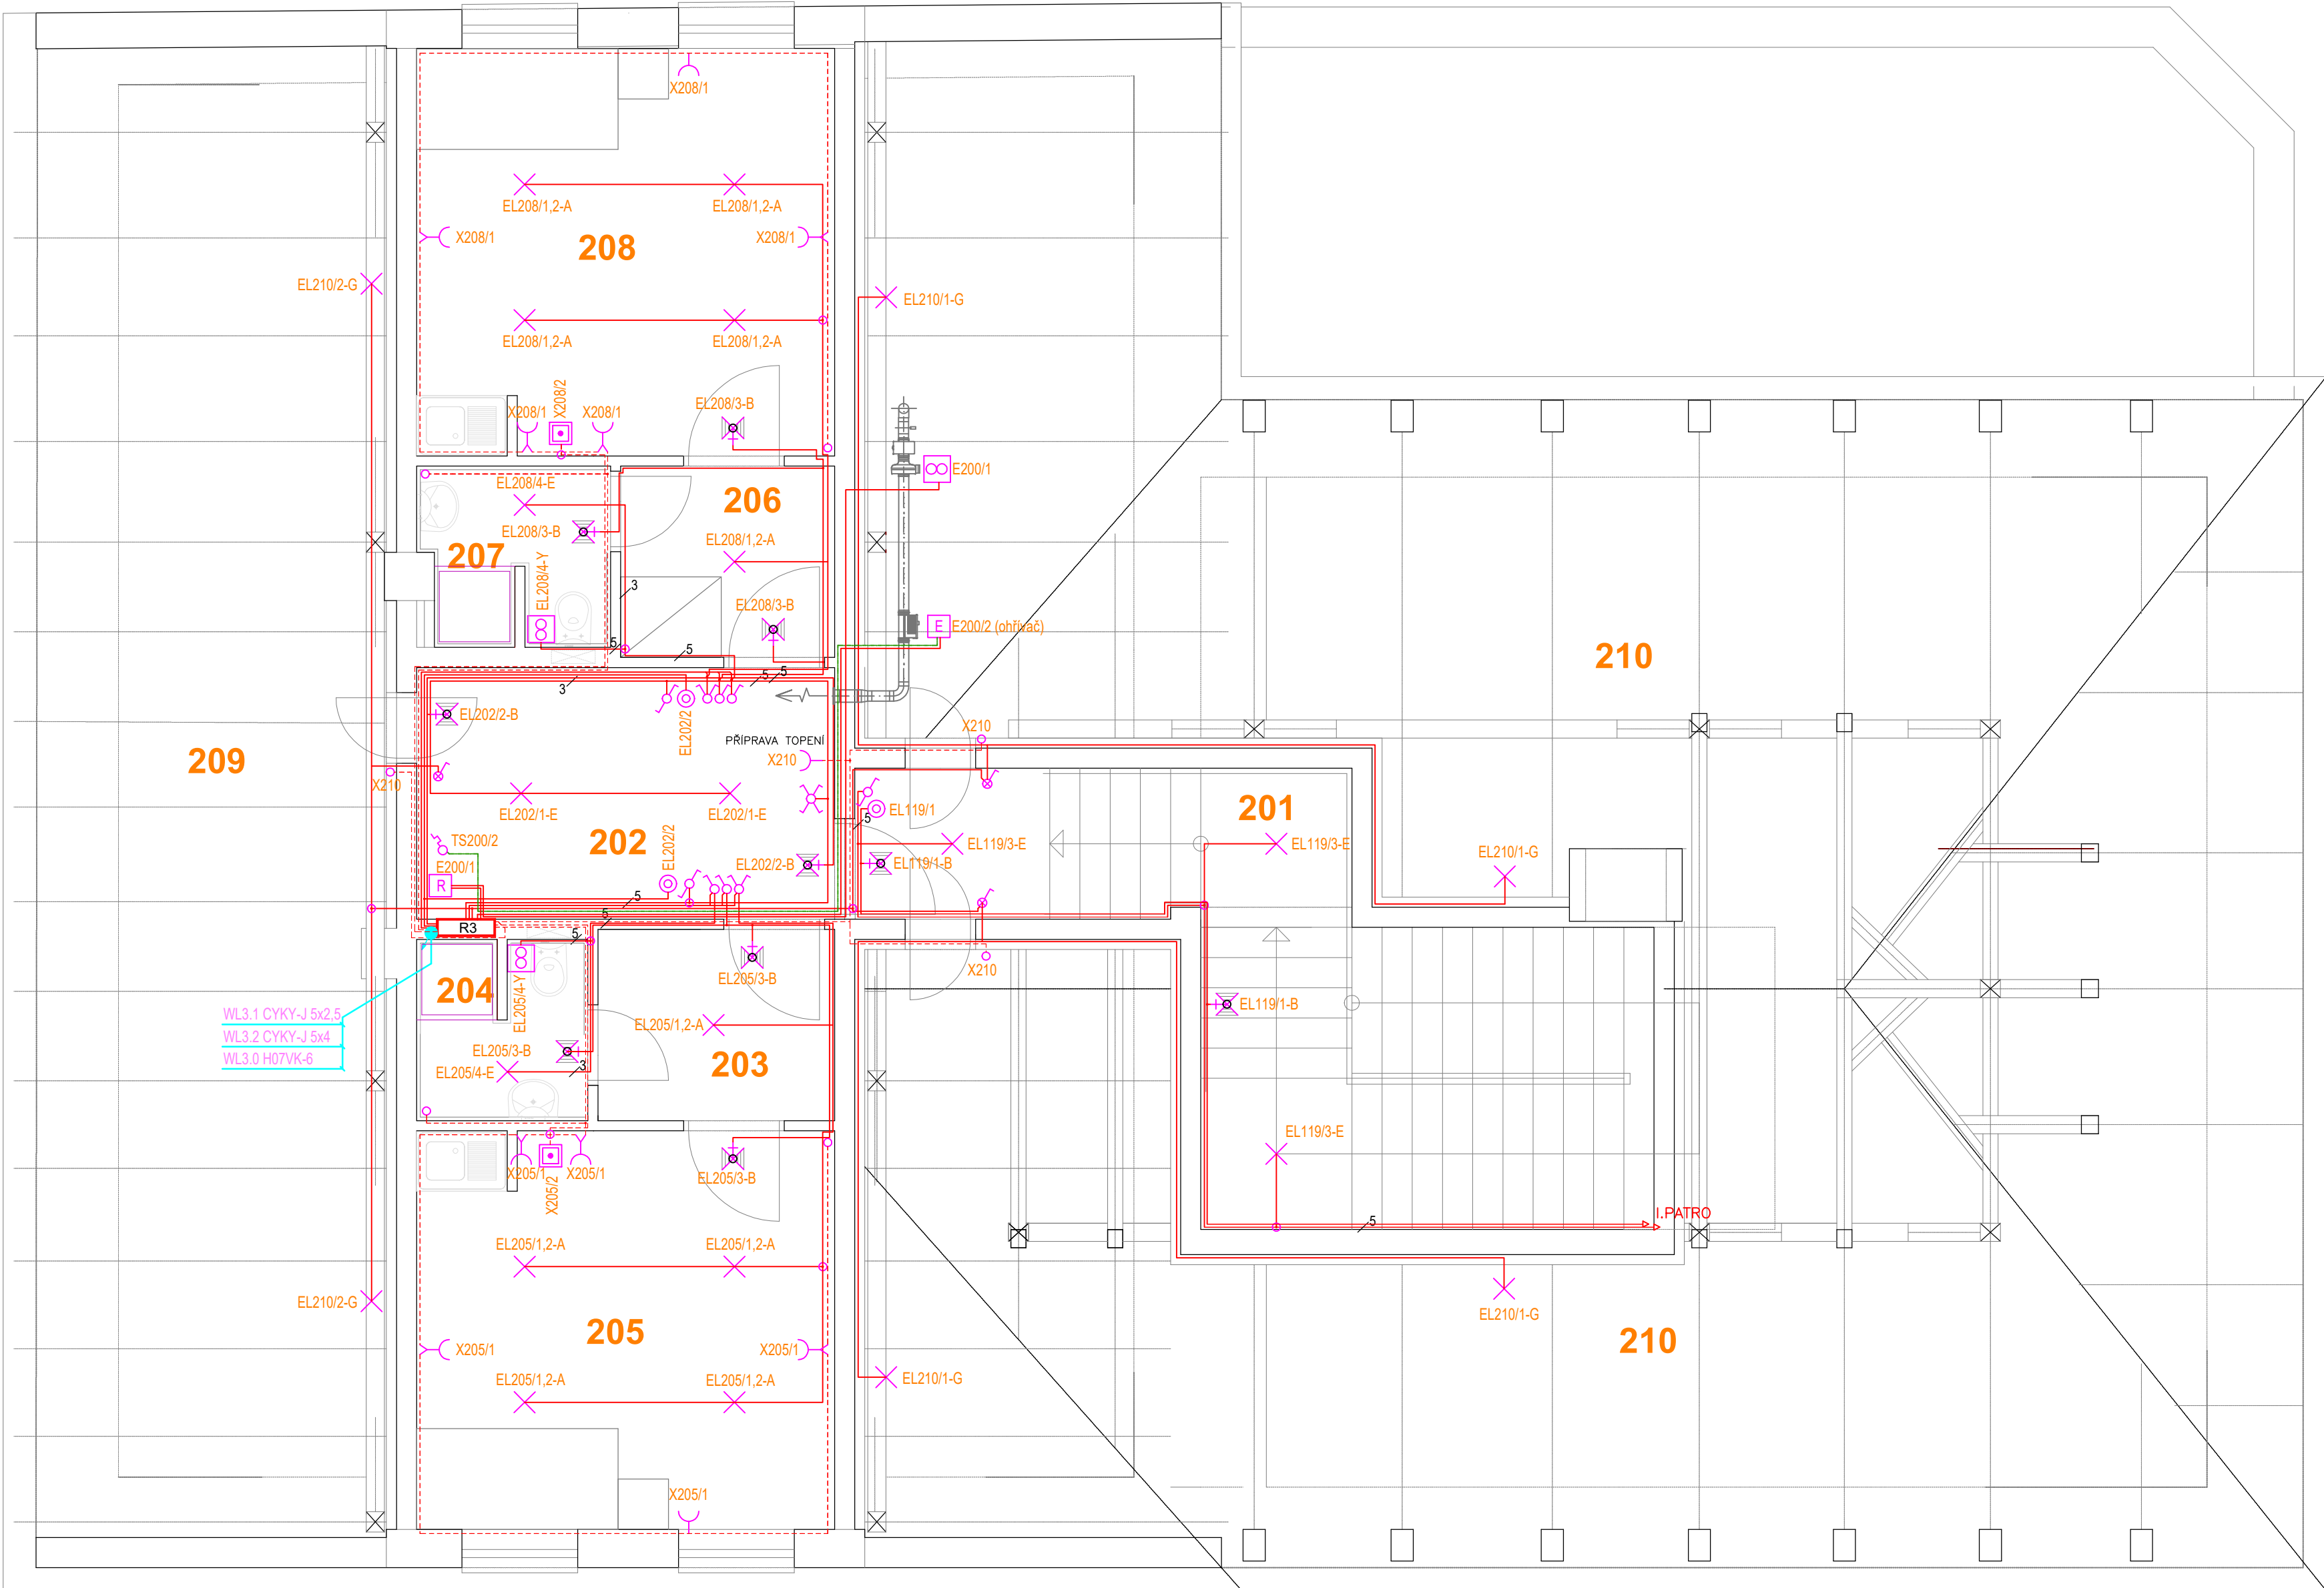 X208/1
EL208/1,2-A
EL208/1,2-A
X208/1
X208/1
208
EL210/2-G
EL210/1-G
EL208/1,2-A
EL208/1,2-A
X208/1
X208/2
X208/1
EL208/3-B
E200/1
EL208/4-E
206
EL208/3-B
EL208/1,2-A
207
EL208/4-Y
3
EL208/3-B
E200/2 (ohřívač)
E
5
5
5
5
3
210
EL202/2-B
EL202/2
PŘÍPRAVA TOPENÍ
X210
X210
209
X210
EL202/1-E
EL202/1-E
EL119/1
201
5
TS200/2
202
EL202/2
EL202/2-B
EL119/3-E
EL119/3-E
EL119/1-B
EL210/1-G
E200/1
R
5
R3
5
5
204
EL205/4-Y
EL205/3-B
X210
WL3.1 CYKY-J 5x2,5
WL3.2 CYKY-J 5x4
WL3.0 H07VK-6
EL119/1-B
EL205/1,2-A
EL205/3-B
203
EL205/4-E
3
EL119/3-E
X205/1
X205/2
X205/1
EL205/3-B
I.PATRO
5
EL205/1,2-A
EL205/1,2-A
EL210/2-G
EL210/1-G
205
210
X205/1
X205/1
EL205/1,2-A
EL205/1,2-A
EL210/1-G
X205/1